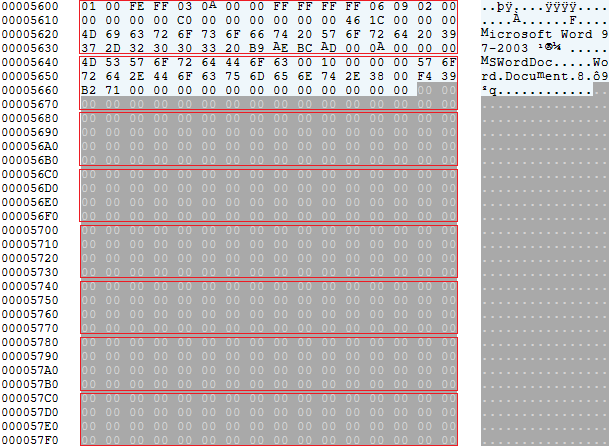 00005600 01 00 FE FF 03 0A 00 00 FF FF FF FF 06 09 02 00 ..þÿ....ÿÿÿÿ....
00005610 00 00 00 00 C0 00 00 00 00 00 00 46 1C 00 00 00 ....À......F....
00005620 4D 69 63 72 6F 73 6F 66 74 20 57 6F 72 64 20 39 Microsoft Word 9
00005630 37 2D 32 30 30 33 20 B9 AE BC AD 00 0A 00 00 00 7-2003 ¹®¼......
00005640 4D 53 57 6F 72 64 44 6F 63 00 10 00 00 00 57 6F MSWordDoc.....Wo
00005650 72 64 2E 44 6F 63 75 6D 65 6E 74 2E 38 00 F4 39 rd.Document.8.ô9
00005660 B2 71 00 00 00 00 00 00 00 00 00 00 00 00 00 00 ²q..............
00005670 00 00 00 00 00 00 00 00 00 00 00 00 00 00 00 00 ................
00005680 00 00 00 00 00 00 00 00 00 00 00 00 00 00 00 00 ................
00005690 00 00 00 00 00 00 00 00 00 00 00 00 00 00 00 00 ................
000056A0 00 00 00 00 00 00 00 00 00 00 00 00 00 00 00 00 ................
000056B0 00 00 00 00 00 00 00 00 00 00 00 00 00 00 00 00 ................
000056C0 00 00 00 00 00 00 00 00 00 00 00 00 00 00 00 00 ................
000056D0 00 00 00 00 00 00 00 00 00 00 00 00 00 00 00 00 ................
000056E0 00 00 00 00 00 00 00 00 00 00 00 00 00 00 00 00 ................
000056F0 00 00 00 00 00 00 00 00 00 00 00 00 00 00 00 00 ................
00005700 00 00 00 00 00 00 00 00 00 00 00 00 00 00 00 00 ................
00005710 00 00 00 00 00 00 00 00 00 00 00 00 00 00 00 00 ................
00005720 00 00 00 00 00 00 00 00 00 00 00 00 00 00 00 00 ................
00005730 00 00 00 00 00 00 00 00 00 00 00 00 00 00 00 00 ................
00005740 00 00 00 00 00 00 00 00 00 00 00 00 00 00 00 00 ................
00005750 00 00 00 00 00 00 00 00 00 00 00 00 00 00 00 00 ................
00005760 00 00 00 00 00 00 00 00 00 00 00 00 00 00 00 00 ................
00005770 00 00 00 00 00 00 00 00 00 00 00 00 00 00 00 00 ................
00005780 00 00 00 00 00 00 00 00 00 00 00 00 00 00 00 00 ................
00005790 00 00 00 00 00 00 00 00 00 00 00 00 00 00 00 00 ................
000057A0 00 00 00 00 00 00 00 00 00 00 00 00 00 00 00 00 ................
000057B0 00 00 00 00 00 00 00 00 00 00 00 00 00 00 00 00 ................
000057C0 00 00 00 00 00 00 00 00 00 00 00 00 00 00 00 00 ................
000057D0 00 00 00 00 00 00 00 00 00 00 00 00 00 00 00 00 ................
000057E0 00 00 00 00 00 00 00 00 00 00 00 00 00 00 00 00 ................
000057F0 00 00 00 00 00 00 00 00 00 00 00 00 00 00 00 00 ................